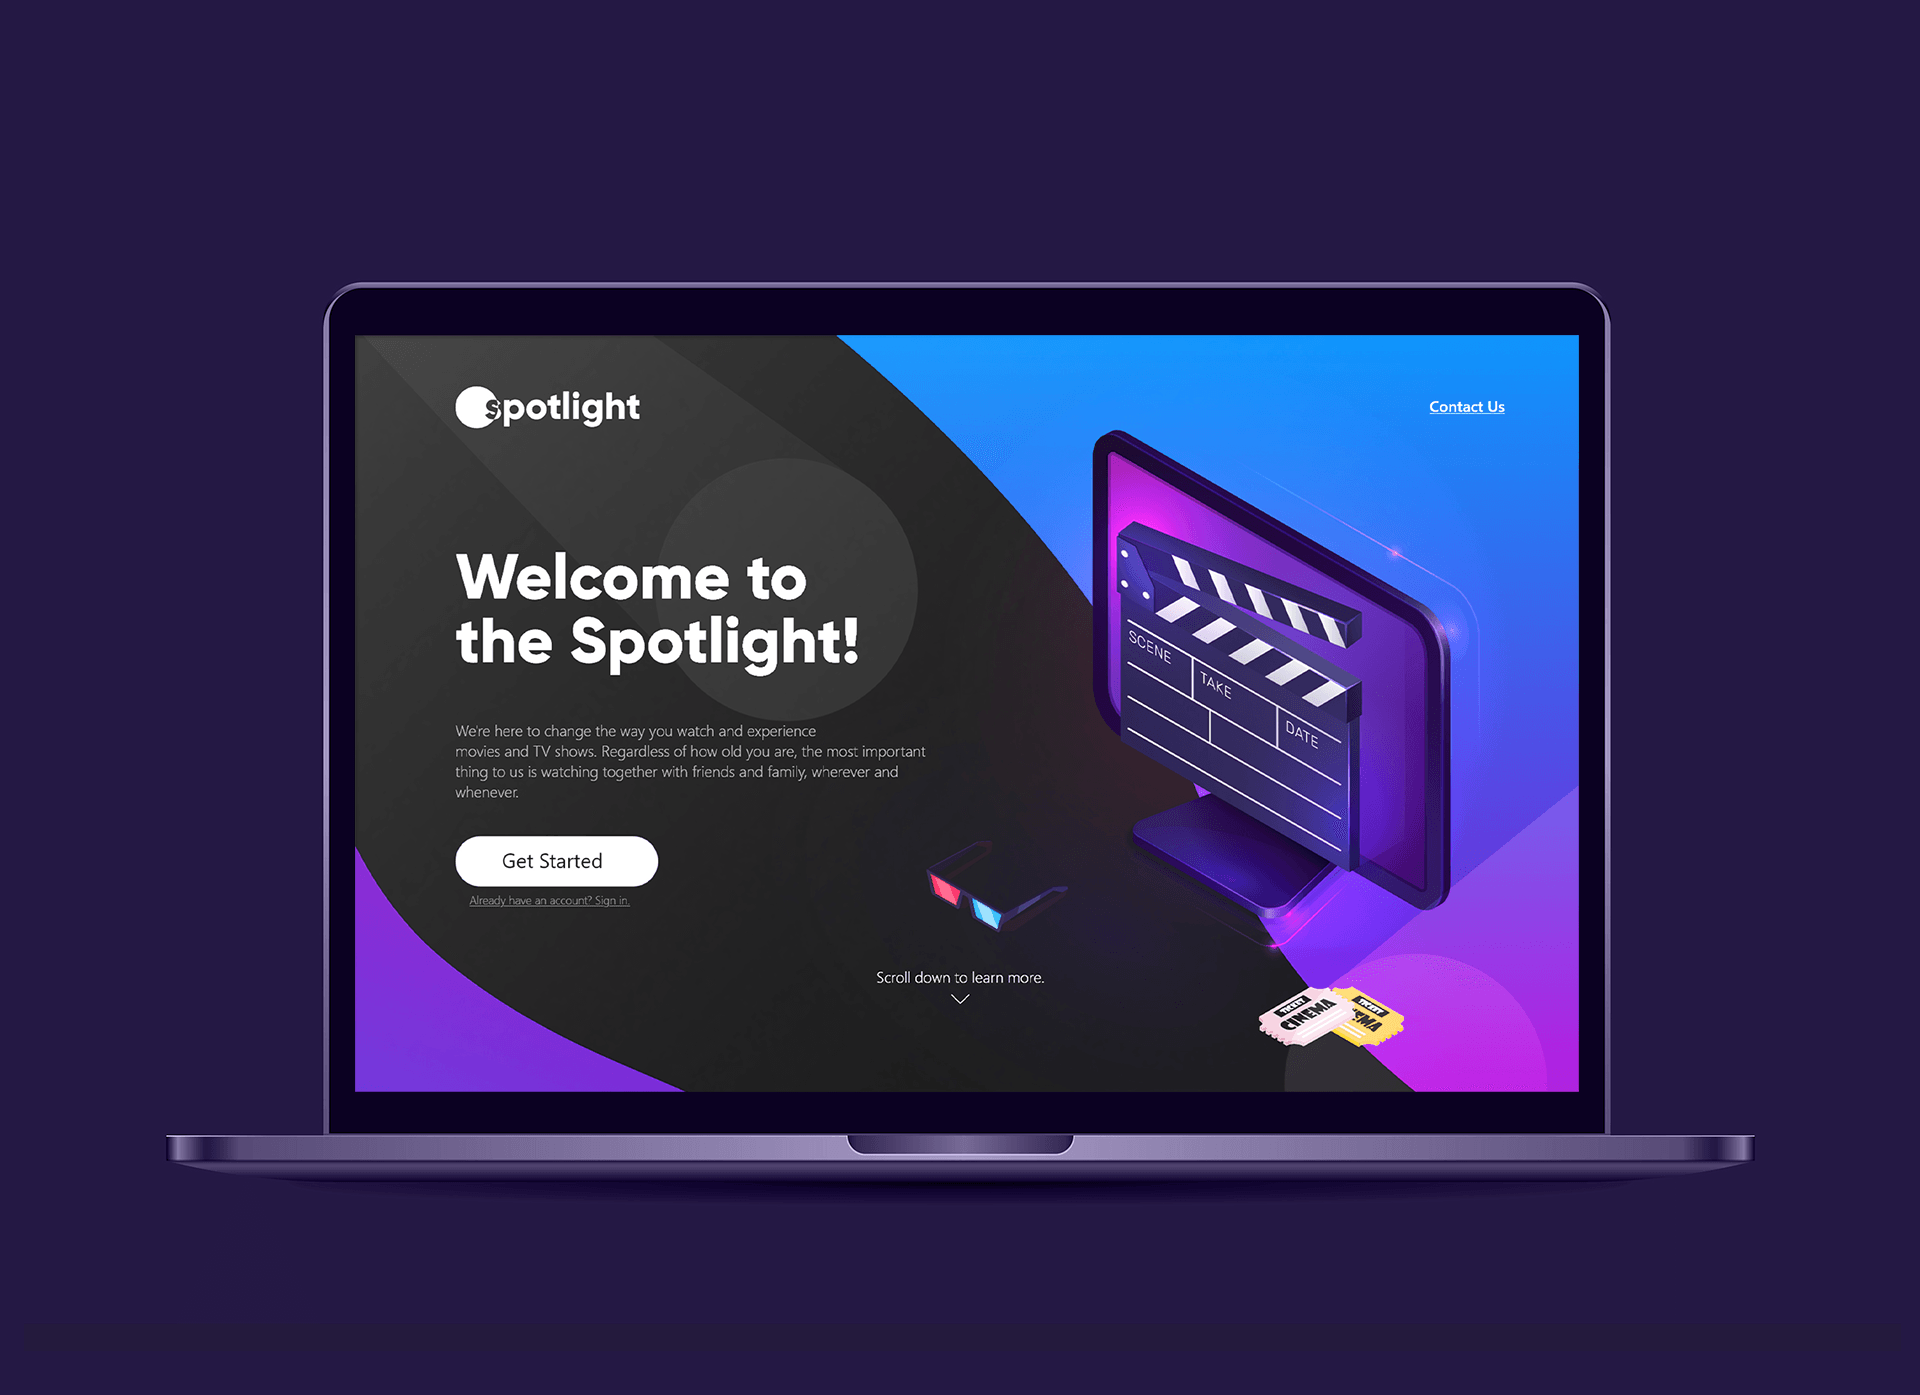 spotlight
Contact Us
Welcome to
the Spotlight!
We're here to change the way you watch and experience
movies and TV shows. Regardless of how old you are, the most important
thing to us is watching together with friends and family, wherever and
whenever.
Get Started
Already have an account? Sign in.
Scroll down to learn more.
SCENE
TAKE
DATE
TICKET
CINEMA
TICKET
EMA